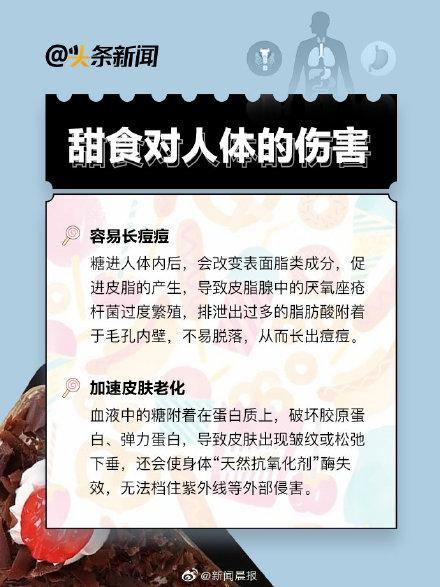 @头条新闻
甜食对人体的伤害
容易长痘痘
糖进人体内后，会改变表面脂类成分，促
进皮脂的产生，导致皮脂腺中的厌氧座疮
杆菌过度繁殖，排泄出过多的脂肪酸附着
于毛孔内壁，不易脱落，从而长出痘痘。
加速皮肤老化
血液中的糖附着在蛋白质上，破坏胶原蛋
白、弹力蛋白，导致皮肤出现皱纹或松弛
下垂，还会使身体“天然抗氧化剂”酶失
效，无法档住紫外线等外部侵害。
@新闻晨报